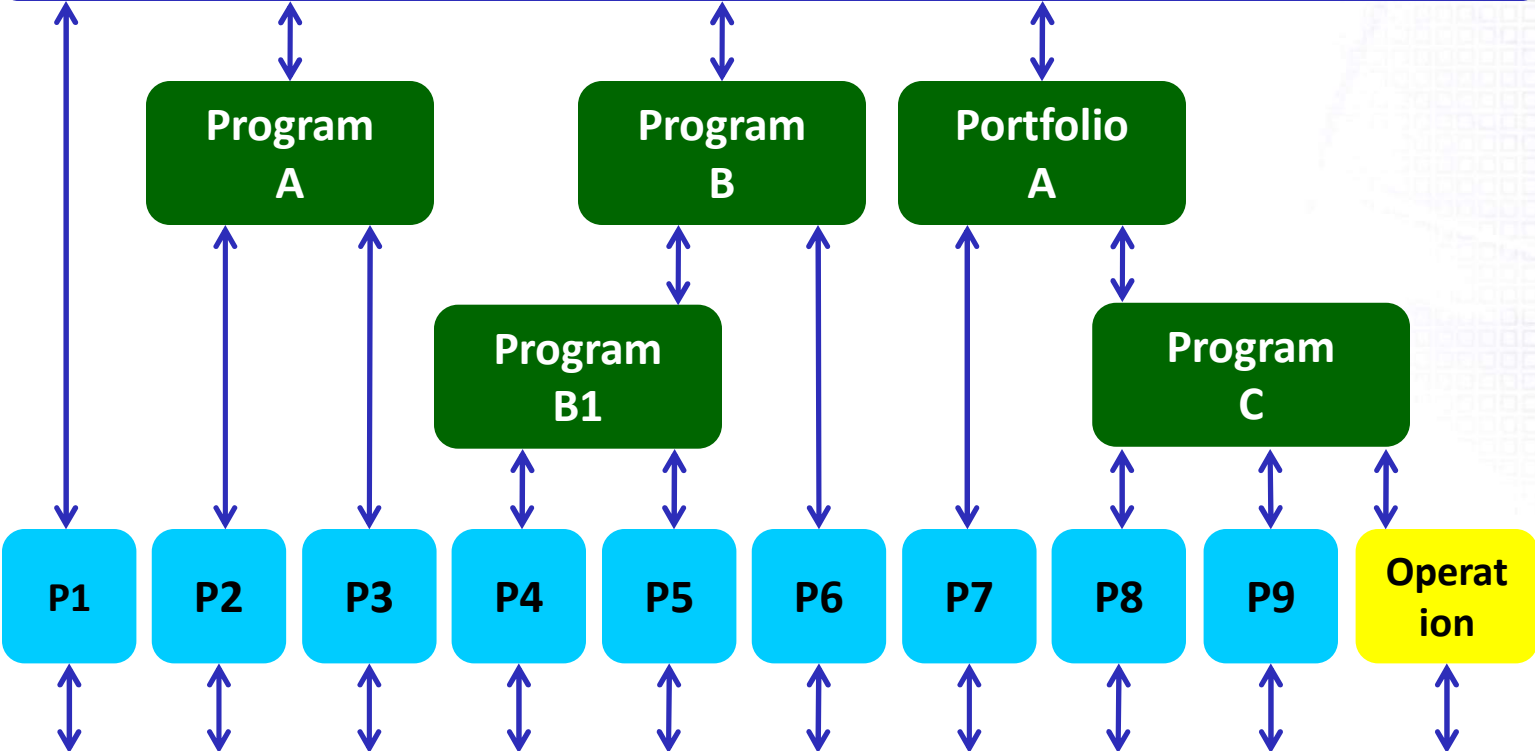 Program
A
Program
B
Portfolio
A
Program
B1
Program
C
P1
P2
P3
P4
P5
P6
P7
P8
P9
Operat
ion